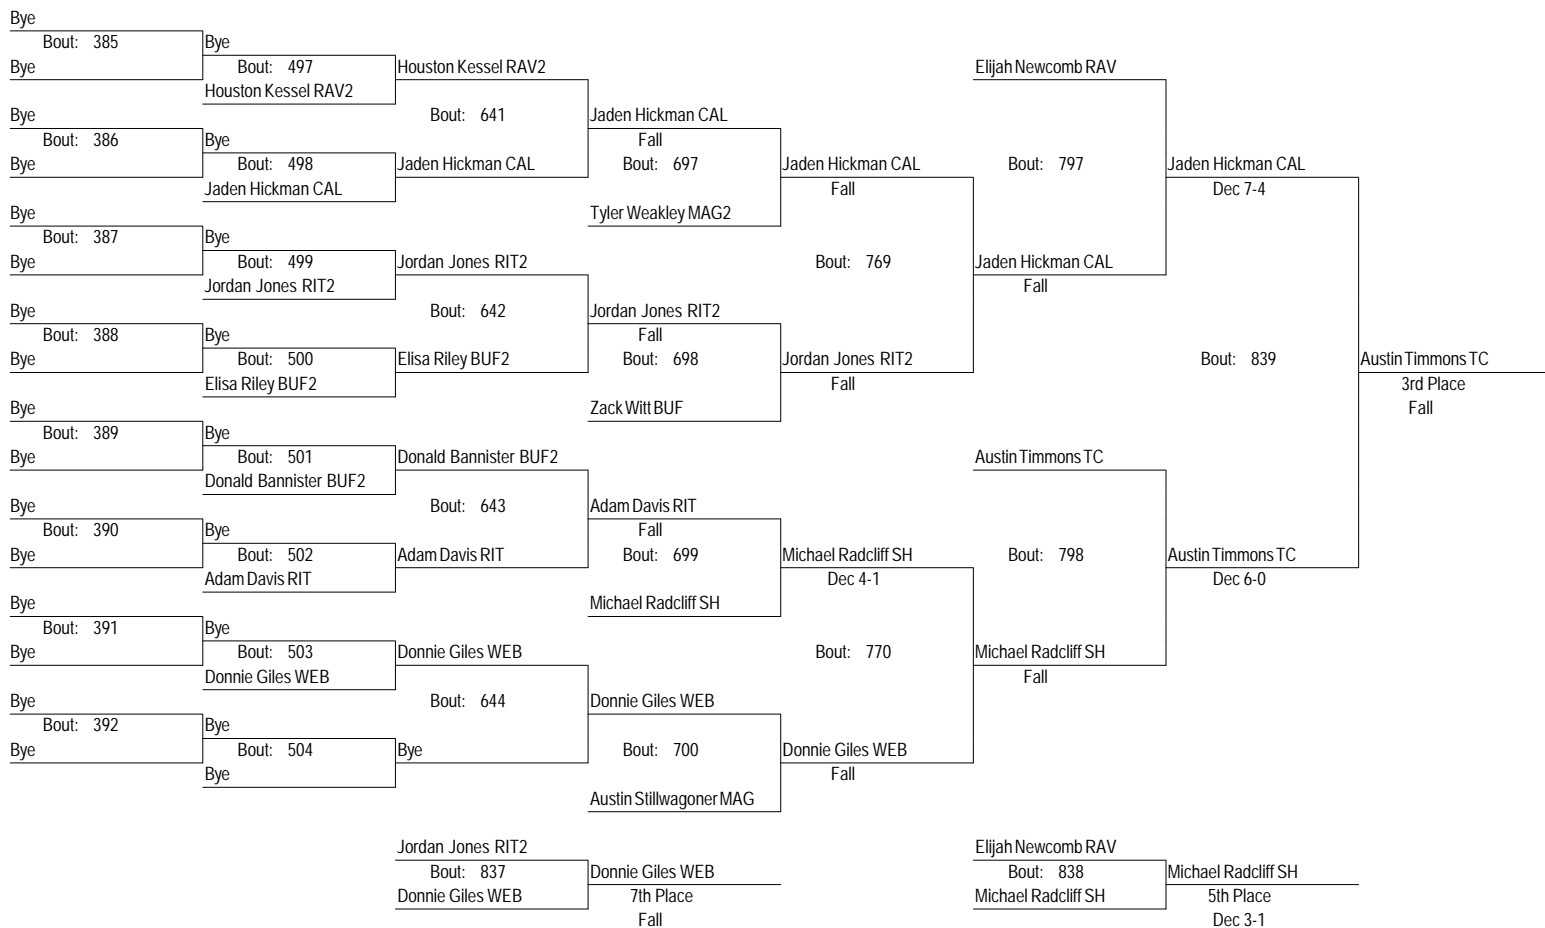 Bye
Bout: 385
Bye
Bye
Bout: 497
Houston Kessel RAV2
Houston Kessel RAV2
Bout: 641
Bye
Bout: 386
Bye
Bye
Bout: 498
Jaden Hickman CAL
Jaden Hickman CAL
Jaden Hickman CAL
Fall
Bout: 697
Tyler Weakley MAG2
Jaden Hickman CAL
Fall
Bye
Bout: 387
Bye
Bye
Bout: 499
Jordan Jones RIT2
Jordan Jones RIT2
Bout: 642
Bye
Bout: 388
Bye
Bye
Bout: 500
Elisa Riley BUF2
Elisa Riley BUF2
Jordan Jones RIT2
Fall
Bout: 698
Zack Witt BUF
Jordan Jones RIT2
Fall
Bout: 769
Jaden Hickman CAL
Fall
Elijah Newcomb RAV
Bout: 797
Jaden Hickman CAL
Dec 7-4
Bye
Bout: 389
Bye
Bye
Bout: 501
Donald Bannister BUF2
Donald Bannister BUF2
Bout: 643
Bye
Bout: 390
Bye
Bye
Bout: 502
Adam Davis RIT
Adam Davis RIT
Adam Davis RIT
Fall
Bout: 699
Michael Radcliff SH
Michael Radcliff SH
Dec 4-1
Bye
Bout: 391
Bye
Bye
Bout: 503
Donnie Giles WEB
Donnie Giles WEB
Bout: 644
Bye
Bout: 392
Bye
Bye
Bout: 504
Bye
Bye
Donnie Giles WEB
Bout: 700
Austin Stillwagoner MAG
Donnie Giles WEB
Fall
Bout: 770
Michael Radcliff SH
Fall
Austin Timmons TC
Bout: 798
Austin Timmons TC
Dec 6-0
Bout: 839
Austin Timmons TC
3rd Place
Fall
Jordan Jones RIT2
Bout: 837
Donnie Giles WEB
Donnie Giles WEB
7th Place
Fall
Elijah Newcomb RAV
Bout: 838
Michael Radcliff SH
Michael Radcliff SH
5th Place
Dec 3-1